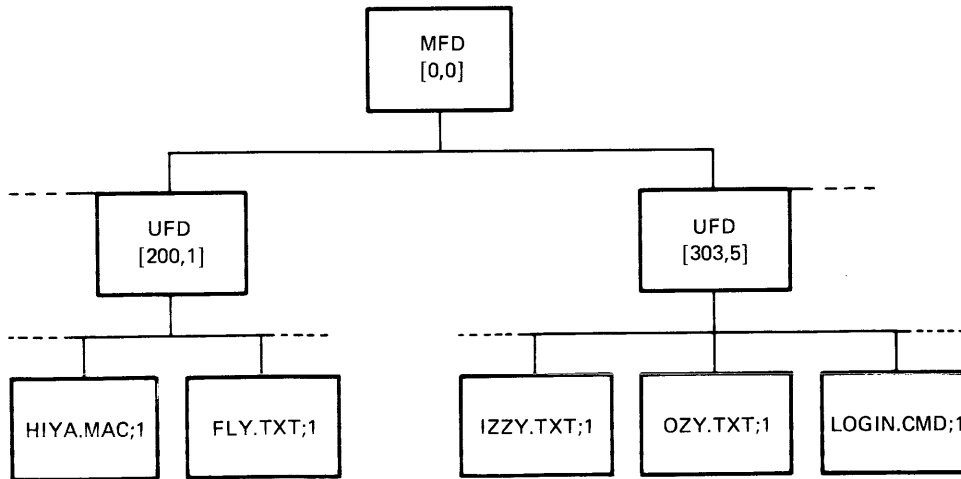 MFD
[0,0]
UFD
[200,1]
UFD
[303,5]
HIYA.MAC;1
FLY.TXT;1
IZZY.TXT;1
OZY.TXT;1
LOGIN.CMD;1